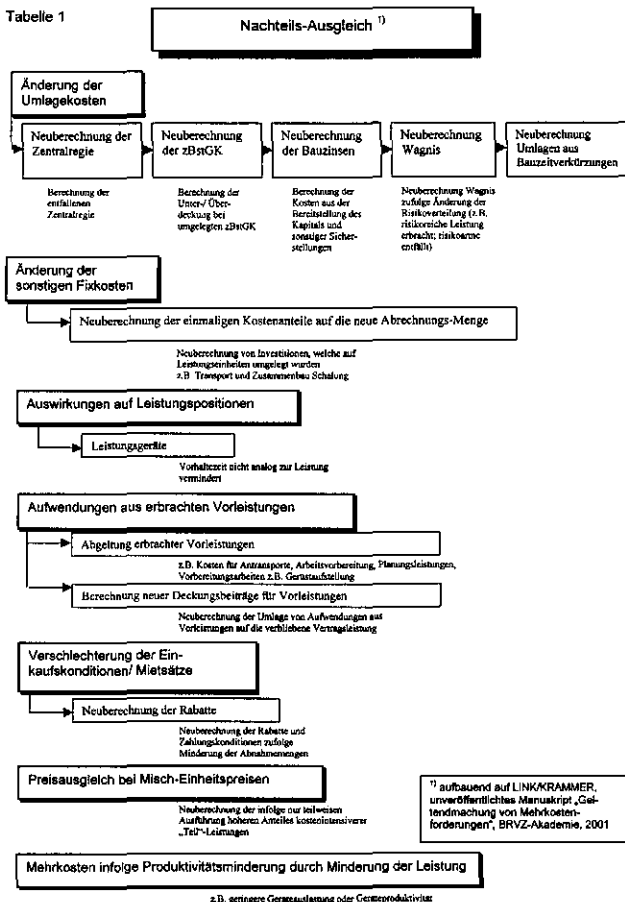 Tabelle 1
Nachteils-Ausgleich ¹⁾
Änderung der
Umlagekosten
Neuberechnung der
Zentralregie
Neuberechnung
der zBstGK
Neuberechnung
der Bauzinsen
Neuberechnung
Wagnis
Neuberechnung
Umlagen aus
Bauzeitverkürzungen
Berechnung der
entfallenen
Zentralregie
Berechnung der
Unter-/ Über-
deckung bei
umgelegten zBstGK
Berechnung der
Kosten aus der
Bereitstellung des
Kapitals und
sonstiger Sicher-
stellungen
Neuberechnung Wagnis
zufolge Änderung der
Risikoverteilung (z.B.
risikoreiche Leistung
erbracht; risikoarme
entfällt)
Änderung der
sonstigen Fixkosten
Neuberechnung der einmaligen Kostenanteile auf die neue Abrechnungs-Menge
Neuberechnung von Investitionen, welche auf
Leistungseinheiten umgelegt wurden
z.B. Transport und Zusammenbau Schalung
Auswirkungen auf Leistungspositionen
Leistungsgeräte
Vorhaltezeit nicht analog zur Leistung
vermindert
Aufwendungen aus erbrachten Vorleistungen
Abgeltung erbrachter Vorleistungen
z.B. Kosten für Antransporte, Arbeitvorbereitung, Planungsleistungen,
Vorbereitungsarbeiten z.B. Gerätaufstellung
Berechnung neuer Deckungsbeiträge für Vorleistungen
Neuberechnung der Umlage von Aufwendungen aus
Vorleistungen auf die verbliebene Vertragsleistung
Verschlechterung der Ein-
kaufskonditionen/ Mietsätze
Neuberechnung der Rabatte
Neuberechnung der Rabatte und
Zahlungskonditionen zufolge
Minderung der Abnahmemengen
Preisausgleich bei Misch-Einheitspreisen
Neuberechnung der infolge nur teilweisen
Ausführung höheren Anteiles kostenintensiverer
„Teil"-Leistungen
¹⁾ aufbauend auf LINK/KRAMMER,
unveröffentlichtes Manuskript „Gel-
tendmachung von Mehrkosten-
forderungen", BRVZ-Akademie, 2001
Mehrkosten infolge Produktivitätsminderung durch Minderung der Leistung
z.B. geringere Geräteauslastung oder Geräteproduktivität